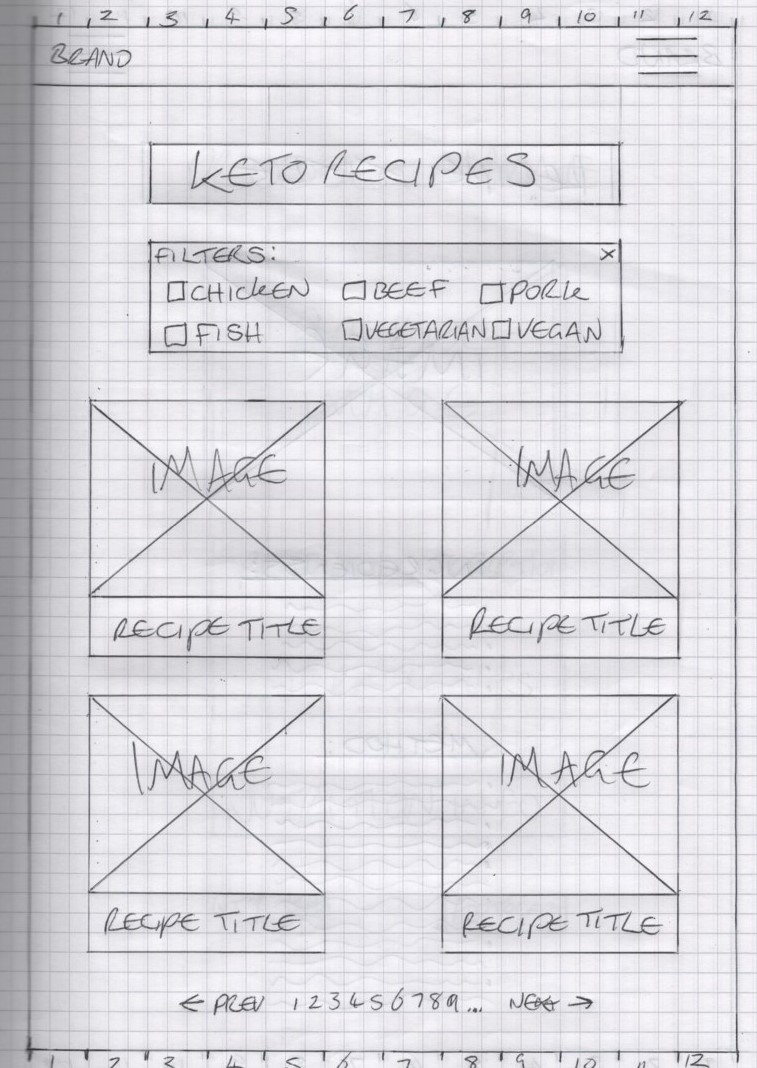 1 2 3 4 5 6 7 8 9 10 11 12
BRAND
KETO RECIPES
FILTERS: X
CHICKEN BEEF PORK
FISH VEGETARIAN VEGAN
IMAGE IMAGE
RECIPE TITLE RECIPE TITLE
IMAGE IMAGE
RECIPE TITLE RECIPE TITLE
← PREV 1 2 3 4 5 6 7 8 9 ... NEXT →
1 2 3 4 5 6 7 8 9 10 11 12